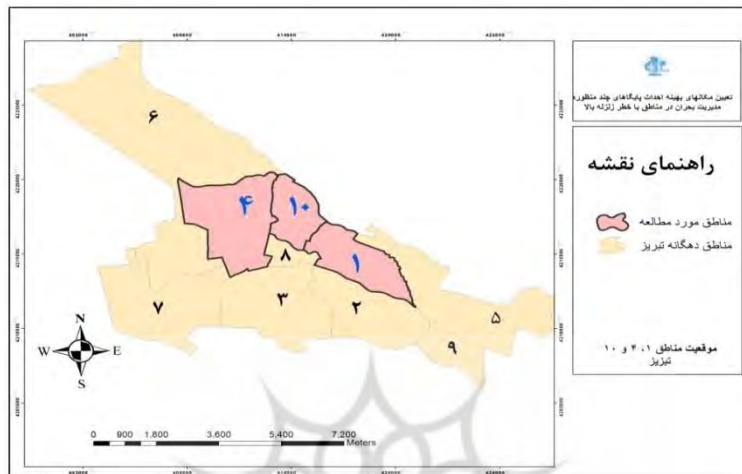 تعیین مکانهای بهینه احداث پایگاهای چند منظوره
مدیریت بحران در مناطق با خطر زلزله بالا
راهنمای نقشه
مناطق مورد مطالعه
مناطق دهگانه تبریز
موقعیت مناطق ۱، ۴ و ۱۰
تبریز
۶
۴
۱۰
۱
۸
۷
۳
۲
۵
۹
N
W E
S
0 900 1,800 3,600 5,400 7,200
Meters